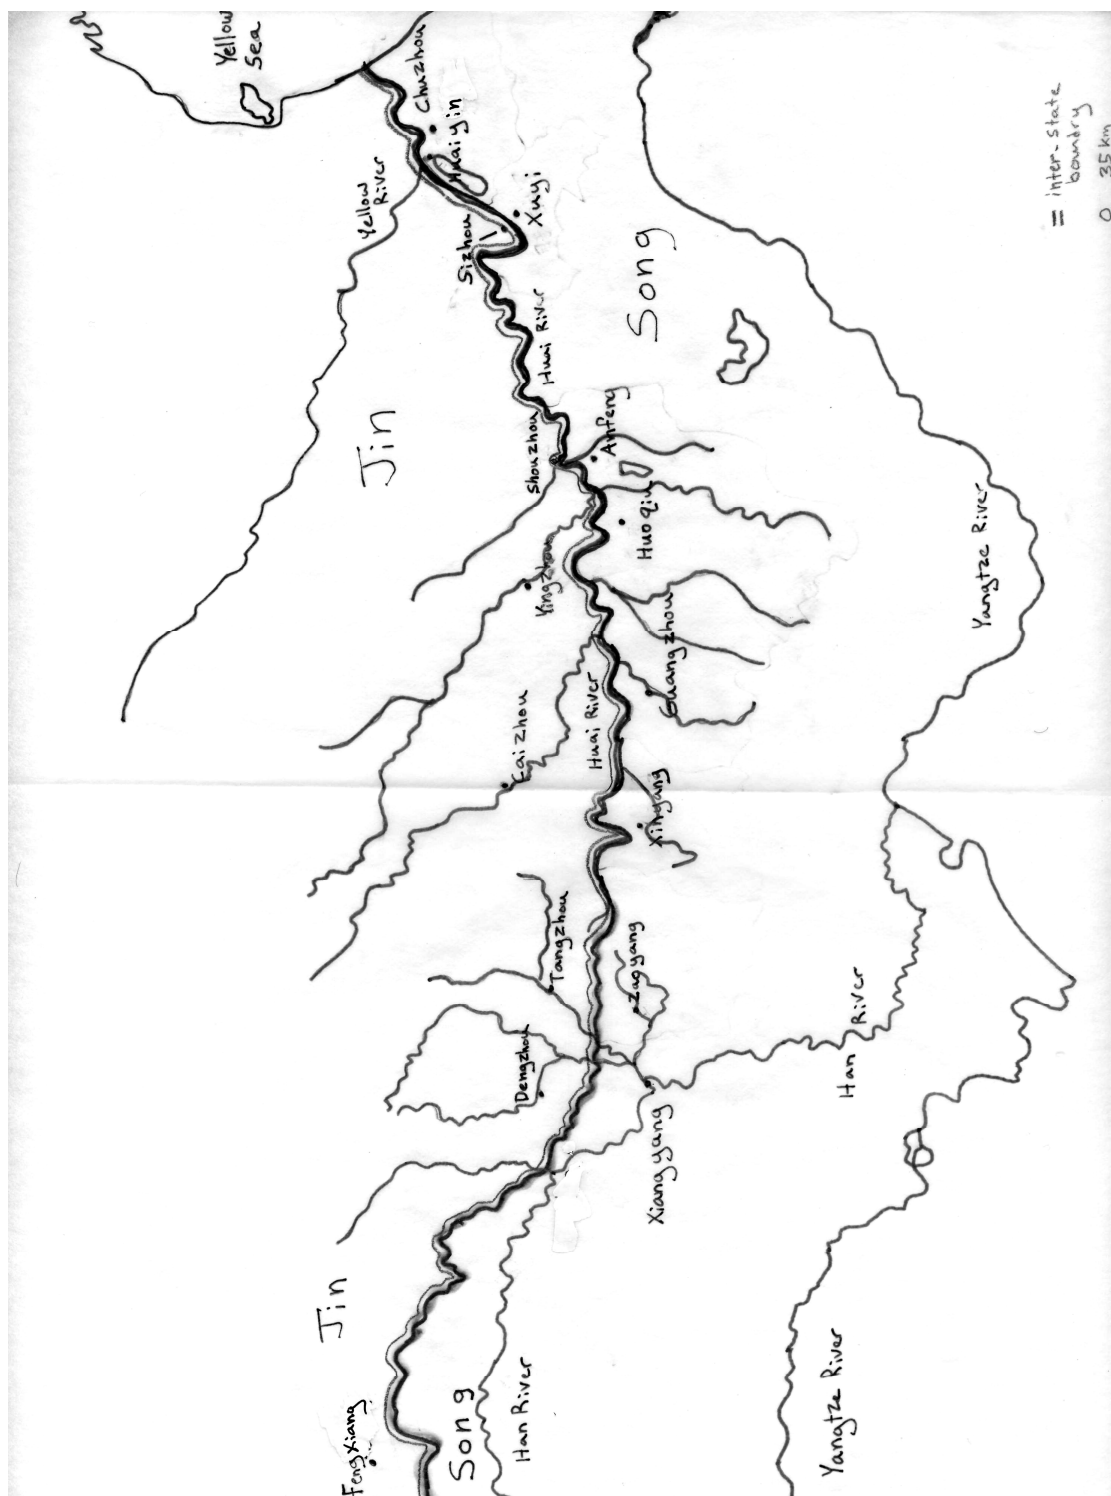 Yellow
Sea
Jin
FengXiang
Yellow
River
Jin
Chuzhou
Huaiyin
Song
Sizhou
Han River
Dengzhou
Caizhou
Yingzhou
Shouzhou
Huai River
Xuyi
Tangzhou
Huai River
Anfeng
Zaoyang
Huoqiu
Song
Xiangyang
Xinyang
Guangzhou
Yangtze River
Han River
Yangtze River
= inter-state
boundry
0 35km